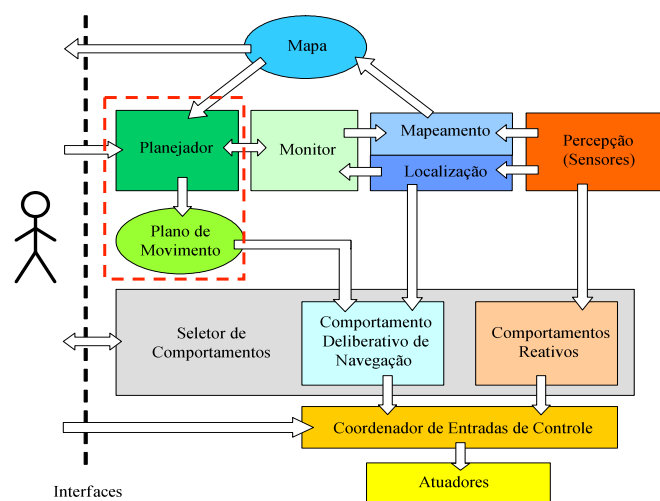 Mapa
Planejador
Monitor
Mapeamento
Localização
Percepção
(Sensores)
Plano de
Movimento
Seletor de
Comportamentos
Comportamento
Deliberativo de
Navegação
Comportamentos
Reativos
Coordenador de Entradas de Controle
Atuadores
Interfaces